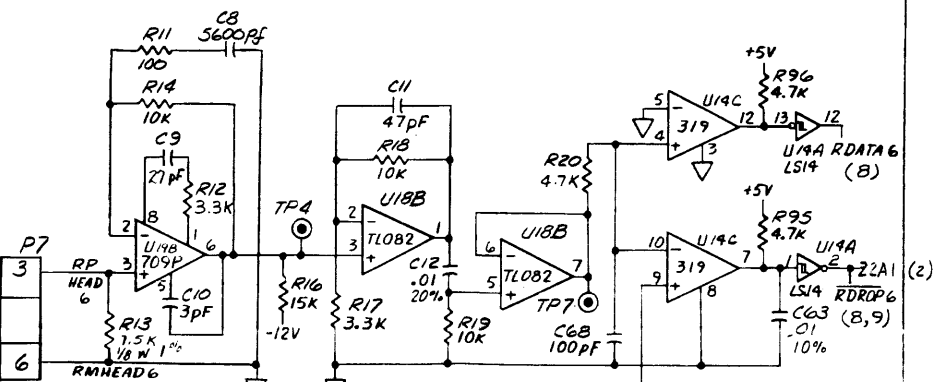 C8
5600Pf
R11
100
R14
10K
C9
27pF
R12
3.3K
8
2
-
U19B
709P
6
1
3
+
5
C10
3pF
P7
3
6
RP
HEAD
6
R13
7.5K
1/8 W 1%
RMHEAD6
TP4
R16
15K
-12V
C11
47pF
R18
10K
U18B
2
-
TL082
1
3
+
R17
3.3K
C12
.01
20%
R19
10K
U18B
6
-
TL082
7
5
+
TP7
R20
4.7K
C68
100pF
+5V
R96
4.7K
5
-
U14C
319
12
4
+
3
13
12
U14A
LS14
RDATA6
(8)
+5V
R95
4.7K
10
-
U14C
319
7
9
+
8
1
2
U14A
LS14
Z2A1 (2)
RDROP6
(8,9)
C63
.01
10%